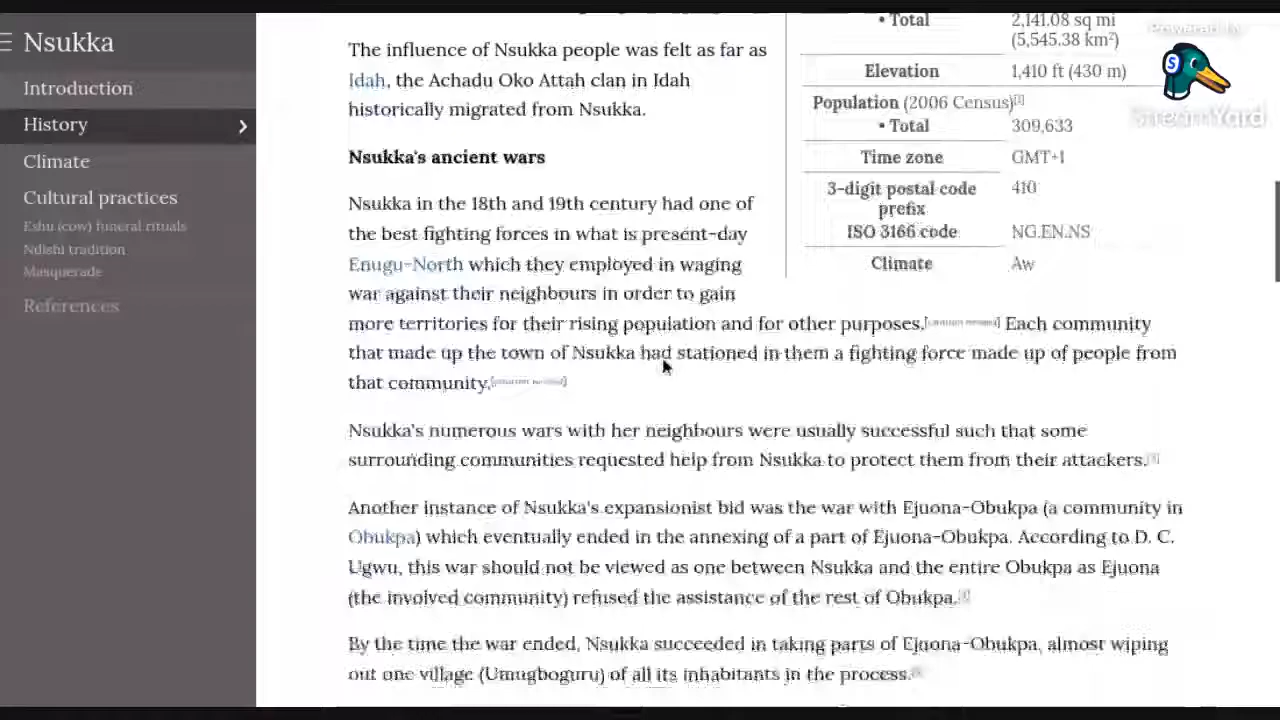 Nsukka
Introduction
History
Climate
Cultural practices
Eshu (cow) funeral rituals
Ndishi tradition
Masquerade
References
The influence of Nsukka people was felt as far as
Idah, the Achadu Oko Attah clan in Idah
historically migrated from Nsukka.
Nsukka's ancient wars
Nsukka in the 18th and 19th century had one of
the best fighting forces in what is present-day
Enugu-North which they employed in waging
war against their neighbours in order to gain
more territories for their rising population and for other purposes.[citation needed] Each community
that made up the town of Nsukka had stationed in them a fighting force made up of people from
that community.[citation needed]
Nsukka's numerous wars with her neighbours were usually successful such that some
surrounding communities requested help from Nsukka to protect them from their attackers.
Another instance of Nsukka's expansionist bid was the war with Ejuona-Obukpa (a community in
Obukpa) which eventually ended in the annexing of a part of Ejuona-Obukpa. According to D. C.
Ugwu, this war should not be viewed as one between Nsukka and the entire Obukpa as Ejuona
(the involved community) refused the assistance of the rest of Obukpa.
By the time the war ended, Nsukka succeeded in taking parts of Ejuona-Obukpa, almost wiping
out one village (Umugboguru) of all its inhabitants in the process.
• Total 2,141.08 sq mi
(5,545.38 km²)
Elevation 1,410 ft (430 m)
Population (2006 Census)
• Total 309,633
Time zone GMT+1
3-digit postal code 410
prefix
ISO 3166 code NG.EN.NS
Climate Aw
Powered by
S
StreamYard